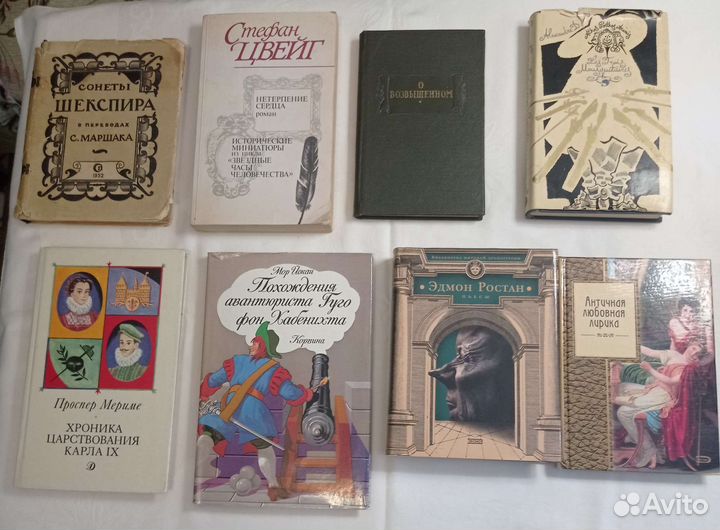 СОНЕТЫ
ШЕКСПИРА
В ПЕРЕВОДАХ
С. МАРШАКА
1952
Стефан
ЦВЕЙГ
НЕТЕРПЕНИЕ
СЕРДЦА
роман
ИСТОРИЧЕСКИЕ
МИНИАТЮРЫ
ИЗ ЦИКЛА
«ЗВЕЗДНЫЕ
ЧАСЫ
ЧЕЛОВЕЧЕСТВА»
О
ВОЗВЫШЕННОМ
Проспер Мериме
ХРОНИКА
ЦАРСТВОВАНИЯ
КАРЛА IX
Д
Мор Йокаи
Похождения
авантюриста Гуго
фон Хабенихта
Корвина
ЭДМОН РОСТАН
ПЬЕСЫ
Античная
любовная
лирика
Avito